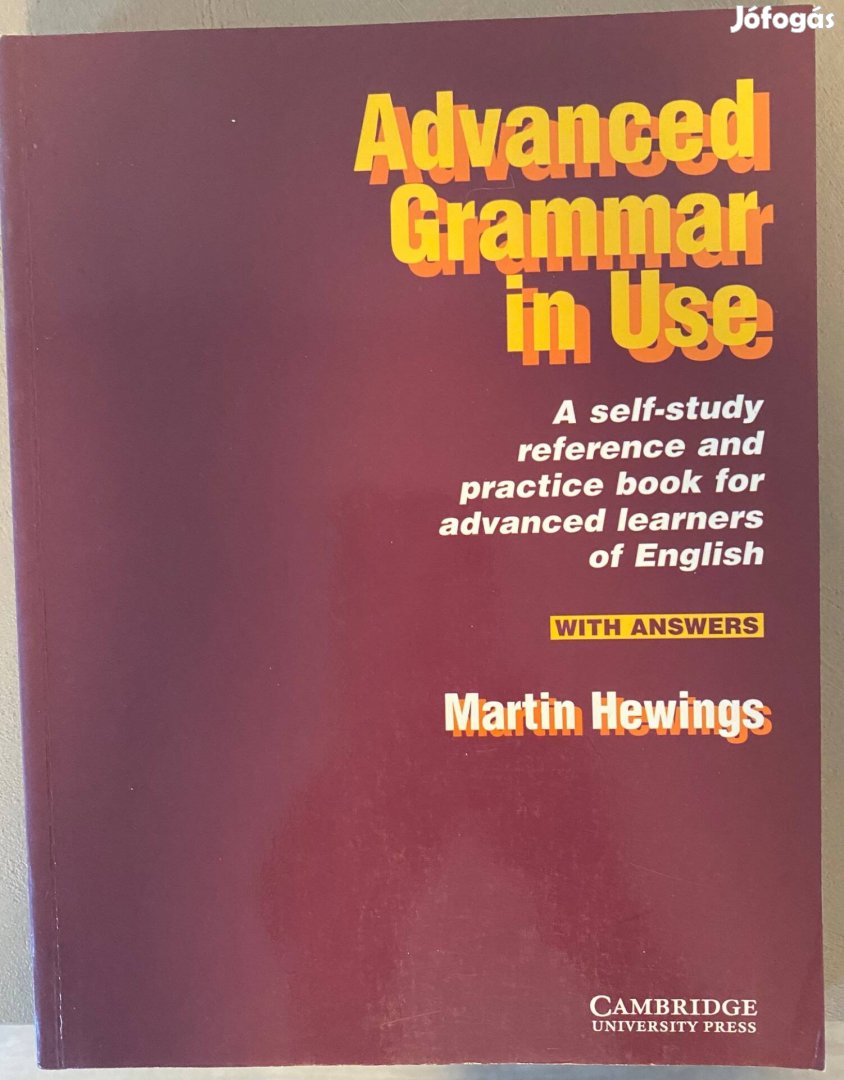 Jófogás
Advanced
Grammar
in Use
A self-study
reference and
practice book for
advanced learners
of English
WITH ANSWERS
Martin Hewings
CAMBRIDGE
UNIVERSITY PRESS